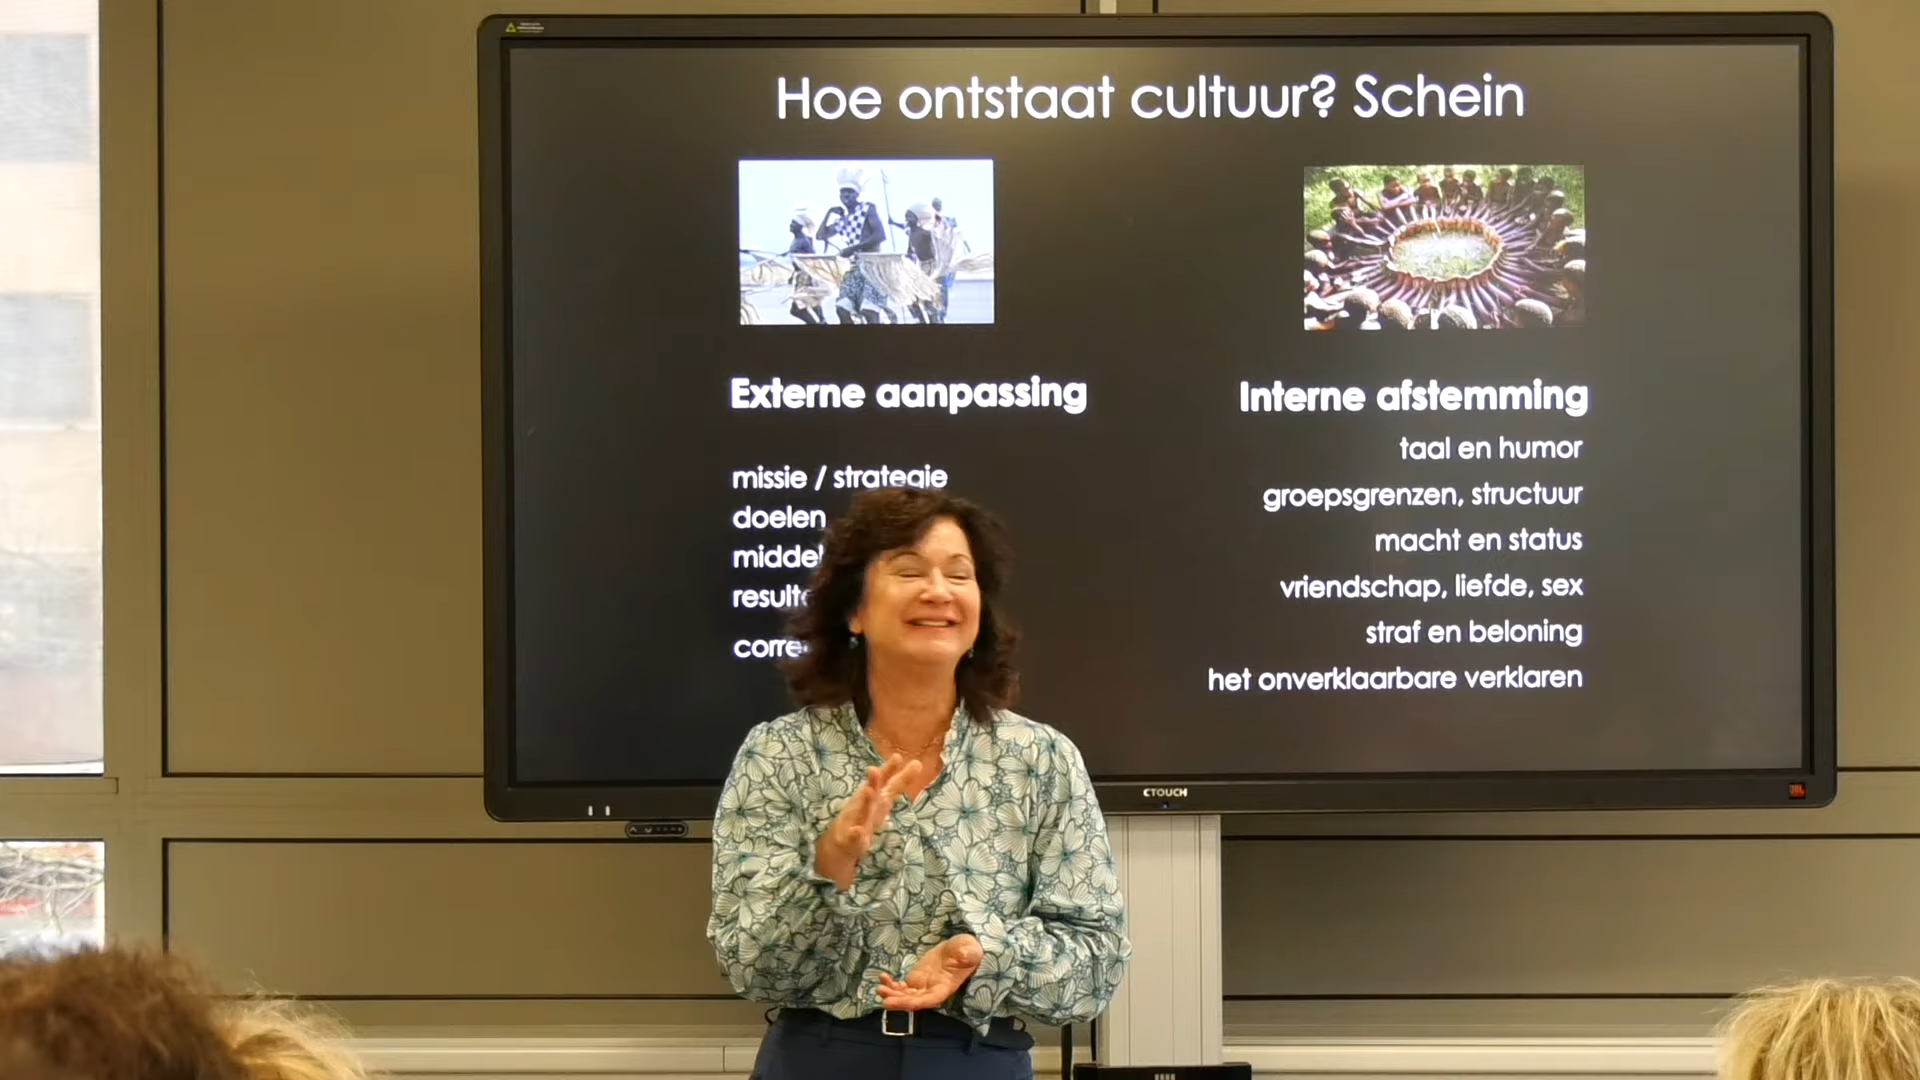 Hoe ontstaat cultuur? Schein
Externe aanpassing
missie / strategie
doelen
Interne afstemming
taal en humor
groepsgrenzen, structuur
macht en status
vriendschap, liefde, sex
straf en beloning
het onverklaarbare verklaren
CTOUCH
JBL